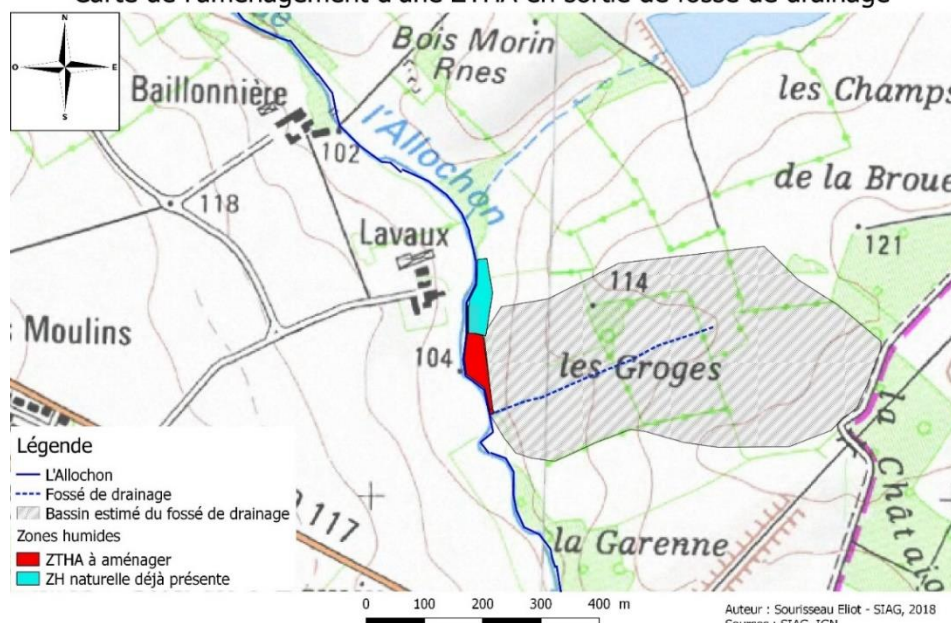 Carte de l'aménagement d'une ZTHA en sortie de fossé de drainage
N
O
E
S
Bois Morin
Rnes
Baillonnière
les Champs
102
l'Allochon
de la Broue
118
Lavaux
121
114
Moulins
104
les Groges
la Châtai
Légende
L'Allochon
Fossé de drainage
Bassin estimé du fossé de drainage
Zones humides
ZTHA à aménager
ZH naturelle déjà présente
117
la Garenne
0 100 200 300 400 m
Auteur : Sourisseau Eliot - SIAG, 2018
Sources : SIAG, IGN